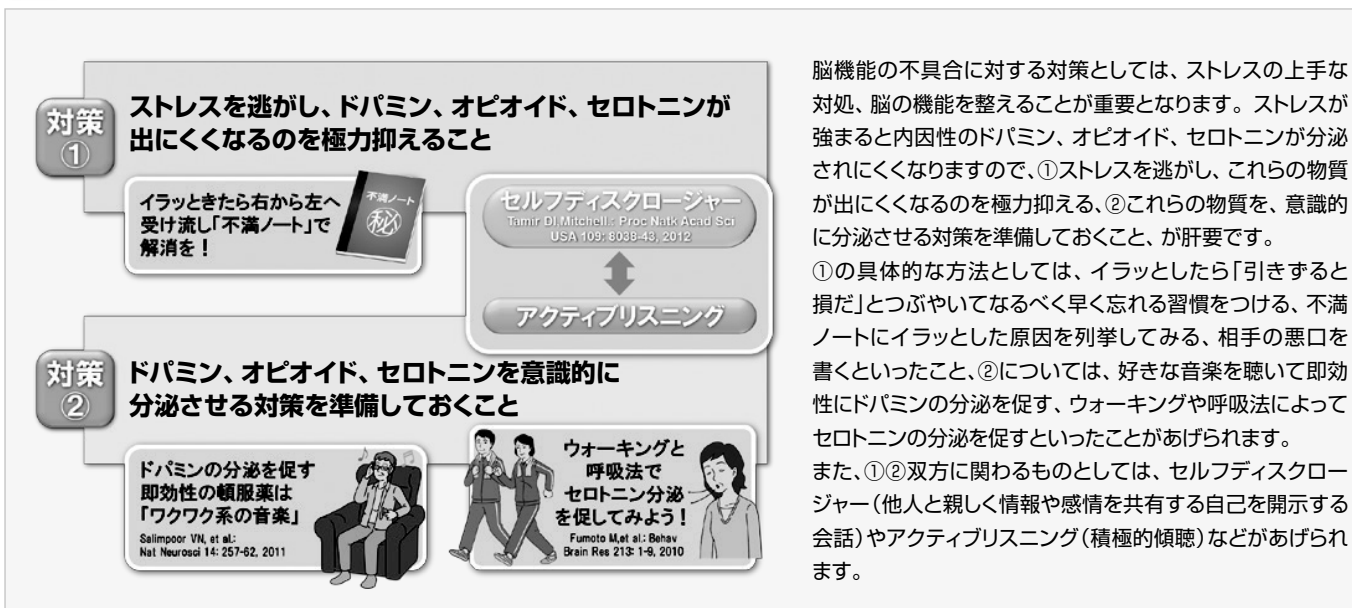 対策
①
ストレスを逃がし、ドパミン、オピオイド、セロトニンが
出にくくなるのを極力抑えること
イラッときたら右から左へ
受け流し「不満ノート」で
解消を！
不満ノート
㊙
セルフディスクロージャー
Tamir DI,Mitchell.: Proc Natk Acad Sci
USA 109: 8038-43, 2012
アクティブリスニング
対策
②
ドパミン、オピオイド、セロトニンを意識的に
分泌させる対策を準備しておくこと
ドパミンの分泌を促す
即効性の頓服薬は
「ワクワク系の音楽」
Salimpoor VN, et al.:
Nat Neurosci 14: 257-62, 2011
ウォーキングと
呼吸法で
セロトニン分泌
を促してみよう！
Fumoto M,et al.: Behav
Brain Res 213: 1-9, 2010
脳機能の不具合に対する対策としては、ストレスの上手な
対処、脳の機能を整えることが重要となります。ストレスが
強まると内因性のドパミン、オピオイド、セロトニンが分泌
されにくくなりますので、①ストレスを逃がし、これらの物質
が出にくくなるのを極力抑える、②これらの物質を、意識的
に分泌させる対策を準備しておくこと、が肝要です。
①の具体的な方法としては、イラッとしたら「引きずると
損だ」とつぶやいてなるべく早く忘れる習慣をつける、不満
ノートにイラッとした原因を列挙してみる、相手の悪口を
書くといったこと、②については、好きな音楽を聴いて即効
性にドパミンの分泌を促す、ウォーキングや呼吸法によって
セロトニンの分泌を促すといったことがあげられます。
また、①②双方に関わるものとしては、セルフディスクロー
ジャー（他人と親しく情報や感情を共有する自己を開示する
会話）やアクティブリスニング（積極的傾聴）などがあげられ
ます。